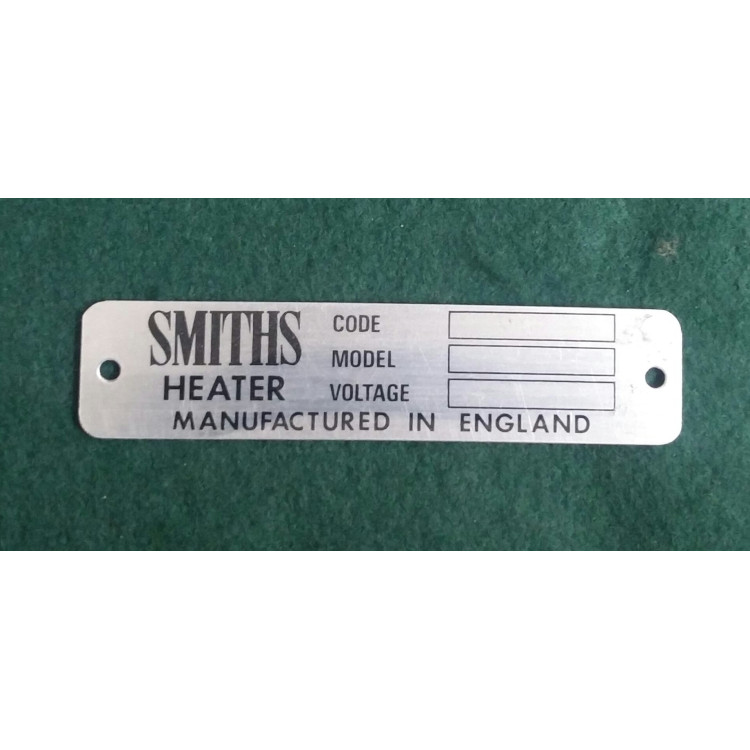 SMITHS CODE
MODEL
HEATER VOLTAGE
MANUFACTURED IN ENGLAND